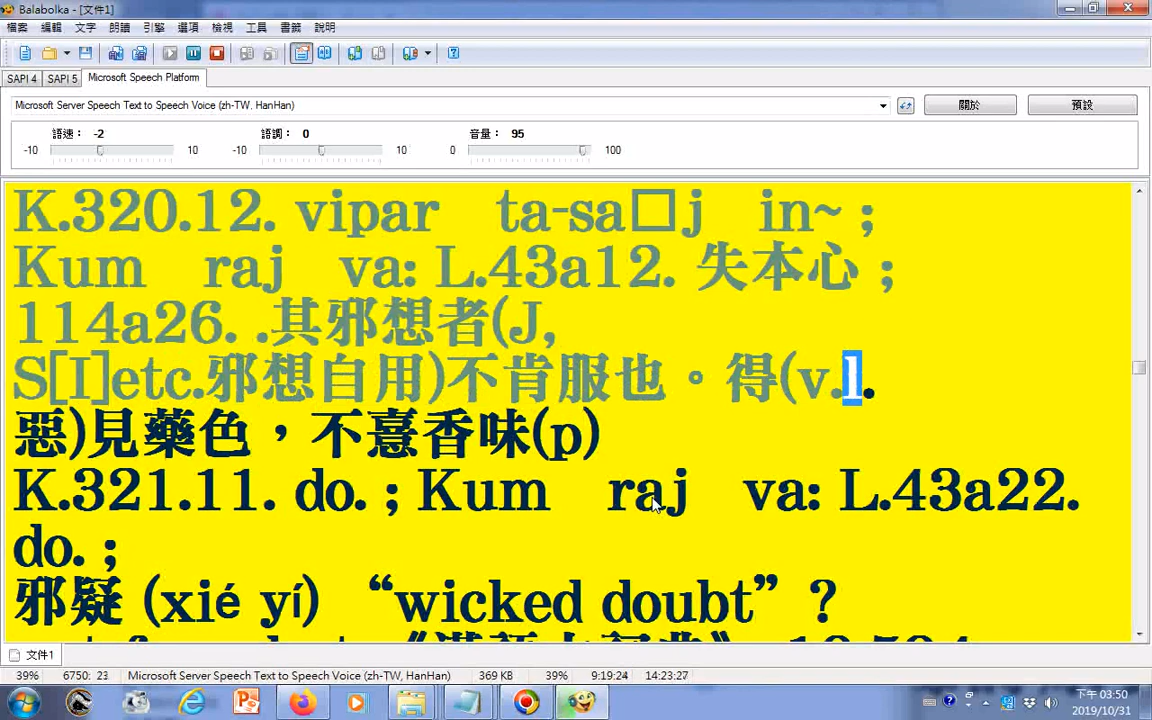 Balabolka - [文件1]
檔案 編輯 文字 朗讀 引擎 選項 檢視 工具 書籤 說明
SAPI 4 SAPI 5 Microsoft Speech Platform
Microsoft Server Speech Text to Speech Voice (zh-TW, HanHan) 關於 預設
語速： -2 語調： 0 音量： 95
-10 10 -10 10 0 100
K.320.12. vipar ta-sa□j in~ ;
Kum raj va: L.43a12. 失本心 ;
114a26. .其邪想者(J,
S[I]etc.邪想自用)不肯服也。得(v.l.
惡)見藥色，不憙香味(p)
K.321.11. do. ; Kum raj va: L.43a22.
do. ;
邪疑 (xié yí) “wicked doubt” ?
文件1
39% 6750: 23 Microsoft Server Speech Text to Speech Voice (zh-TW, HanHan) 369 KB 39% 9:19:24 14:23:27
下午 03:50
2019/10/31